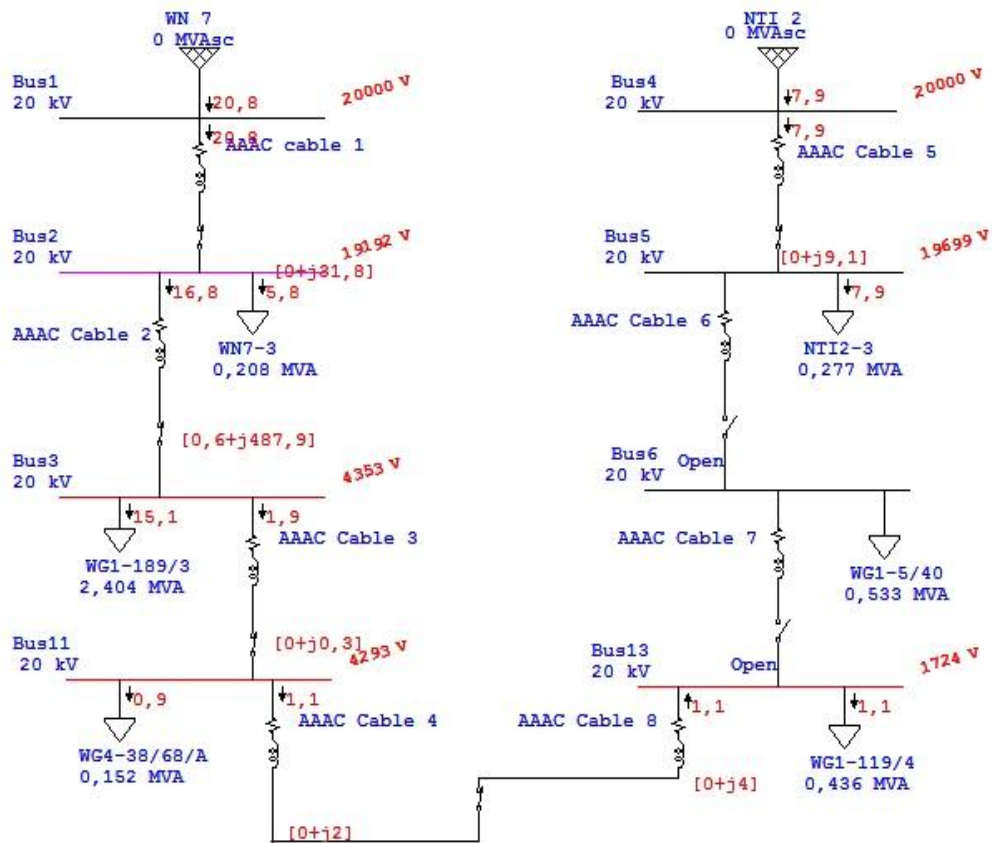 WN 7
0 MVAsc
Bus1
20 kV
20,8
20000 V
20,8
AAAC cable 1
Bus2
20 kV
19192 V
[0+j31,8]
16,8
5,8
AAAC Cable 2
WN7-3
0,208 MVA
[0,6+j487,9]
Bus3
20 kV
4353 V
15,1
1,9
AAAC Cable 3
WG1-189/3
2,404 MVA
[0+j0,3]
Bus11
20 kV
4293 V
0,9
1,1
AAAC Cable 4
WG4-38/68/A
0,152 MVA
[0+j2]
NTI 2
0 MVAsc
Bus4
20 kV
7,9
20000 V
7,9
AAAC Cable 5
Bus5
20 kV
19699 V
[0+j9,1]
7,9
AAAC Cable 6
NTI2-3
0,277 MVA
Bus6
20 kV
Open
AAAC Cable 7
WG1-5/40
0,533 MVA
Bus13
20 kV
Open
1724 V
1,1
1,1
AAAC Cable 8
WG1-119/4
0,436 MVA
[0+j4]